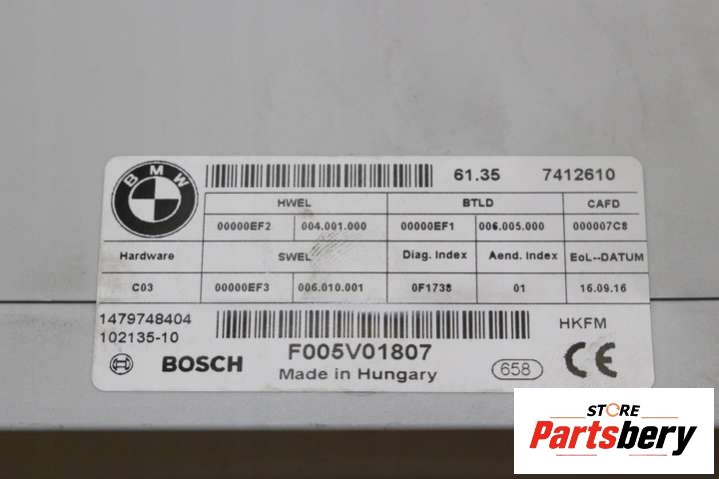 BMW
61.35 7412610
HWEL BTLD CAFD
00000EF2 004.001.000 00000EF1 006.005.000 000007C8
Hardware SWEL Diag. Index Aend. Index EoL--DATUM
C03 00000EF3 006.010.001 0F1738 01 16.09.16
1479748404
HKFM
102135-10
BOSCH F005V01807
Made in Hungary 658 CE
STORE
Partsbery